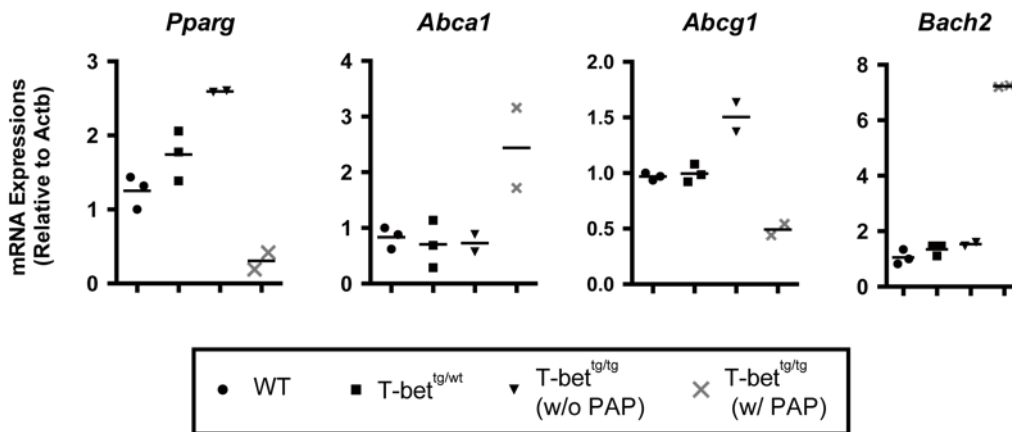 Pparg Abca1 Abcg1 Bach2
mRNA Expressions
(Relative to Actb)
3 4 2.0 8
2 3 1.5 6
1 2 1.0 4
0 1 0.5 2
0 0.0 0
WT T-bet tg/wt T-bet tg/tg T-bet tg/tg
(w/o PAP) (w/ PAP)